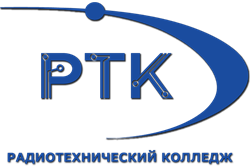 РТК
РАДИОТЕХНИЧЕСКИЙ КОЛЛЕДЖ